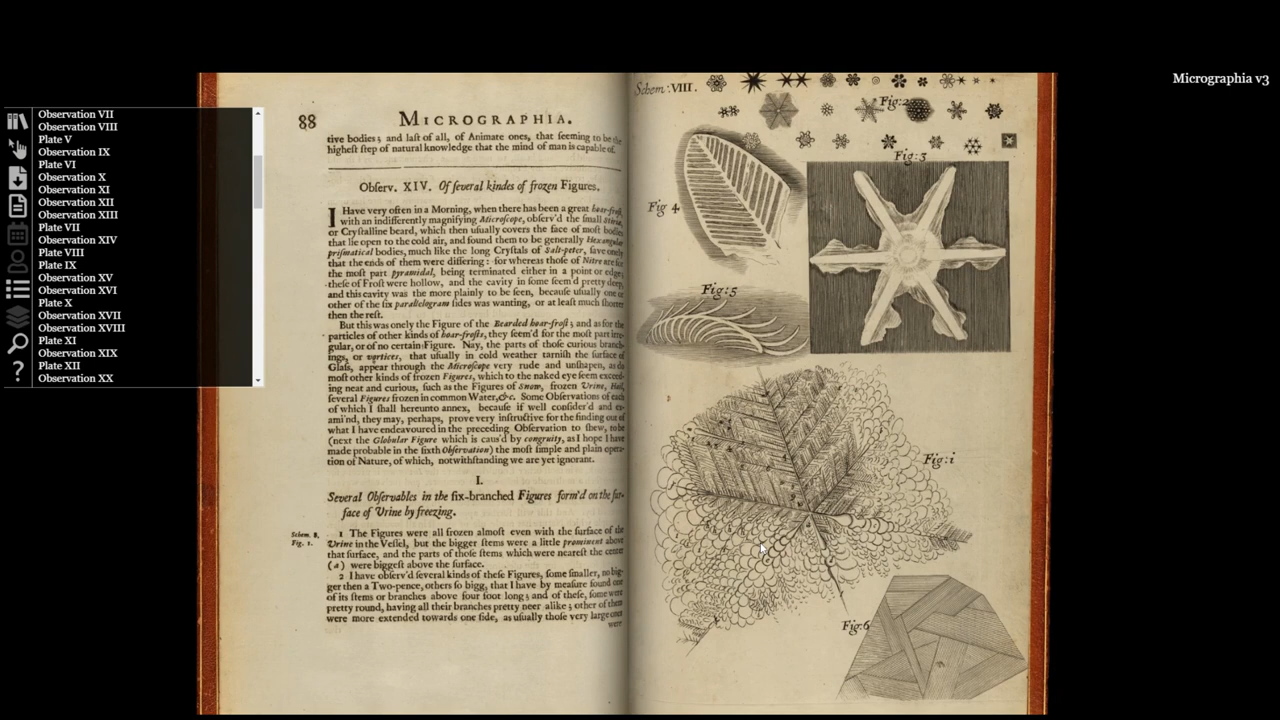 Micrographia v3
Observation VII
Observation VIII
Plate V
Observation IX
Plate VI
Observation X
Observation XI
Observation XII
Observation XIII
Plate VII
Observation XIV
Plate VIII
Plate IX
Observation XV
Observation XVI
Plate X
Observation XVII
Observation XVIII
Plate XI
Observation XIX
Plate XII
Observation XX
88 MICROGRAPHIA.
tive bodies; and laſt of all, of Animate ones, that ſeeming to be the
higheſt ſtep of natural knowledge that the mind of man is capable of.
Obſerv. XIV. Of ſeveral kindes of frozen Figures.
I Have very often in a Morning, when there has been a great hoar-froſt,
with an indifferently magnifying Microſcope, obſerv'd the ſmall Stiriæ,
or Cryſtalline beard, which then uſually covers the face of moſt bodies
that lie open to the cold air, and found them to be generally Hexangular
priſmatical bodies, much like the long Cryſtals of Salt-peter, ſave onely
that the ends of them were differing: for whereas thoſe of Nitre are for
the moſt part pyramidal, being terminated either in a point or edge;
theſe of Froſt were hollow, and the cavity in ſome ſeem'd pretty deep,
and this cavity was the more plainly to be ſeen, becauſe uſually one or
other of the ſix parallelogram ſides was wanting, or at leaſt much ſhorter
then the reſt.
But this was onely the Figure of the Bearded hoar-froſt; and as for the
particles of other kinds of hoar-froſts, they ſeem'd for the moſt part irre-
gular, or of no certain Figure. Nay, the parts of thoſe curious branch-
ings, or vortices, that uſually in cold weather tarniſh the ſurface of
Glaſs, appear through the Microſcope very rude and unſhapen, as do
moſt other kinds of frozen Figures, which to the naked eye ſeem exceed-
ing neat and curious, ſuch as the Figures of Snow, frozen Urine, Hail,
ſeveral Figures frozen in common Water, &c. Some Obſervations of each
of which I ſhall hereunto annex, becauſe if well conſider'd and ex-
amin'd, they may, perhaps, prove very inſtructive for the finding out of
what I have endeavoured in the preceding Obſervation to ſhew, to be
(next the Globular Figure which is caus'd by congruity, as I hope I have
made probable in the ſixth Obſervation) the moſt ſimple and plain opera-
tion of Nature, of which, notwithſtanding we are yet ignorant.
I.
Several Obſervables in the ſix-branched Figures form'd on the ſur-
face of Urine by freezing.
Schem. 8.
Fig. 1.
1 The Figures were all frozen almoſt even with the ſurface of the
Urine in the Veſſel, but the bigger ſtems were a little prominent above
that ſurface, and the parts of thoſe ſtems which were neareſt the center
(a) were biggeſt above the ſurface.
2 I have obſerv'd ſeveral kinds of theſe Figures, ſome ſmaller, no big-
ger then a Two-pence, others ſo bigg, that I have by meaſure found one
of its ſtems or branches above four foot long; and of theſe, ſome were
pretty round, having all their branches pretty neer alike; other of them
were more extended towards one ſide, as uſually thoſe very large ones
were
Schem: VIII.
Fig: 2
Fig: 3
Fig 4
Fig: 5
Fig: 1
Fig: 6